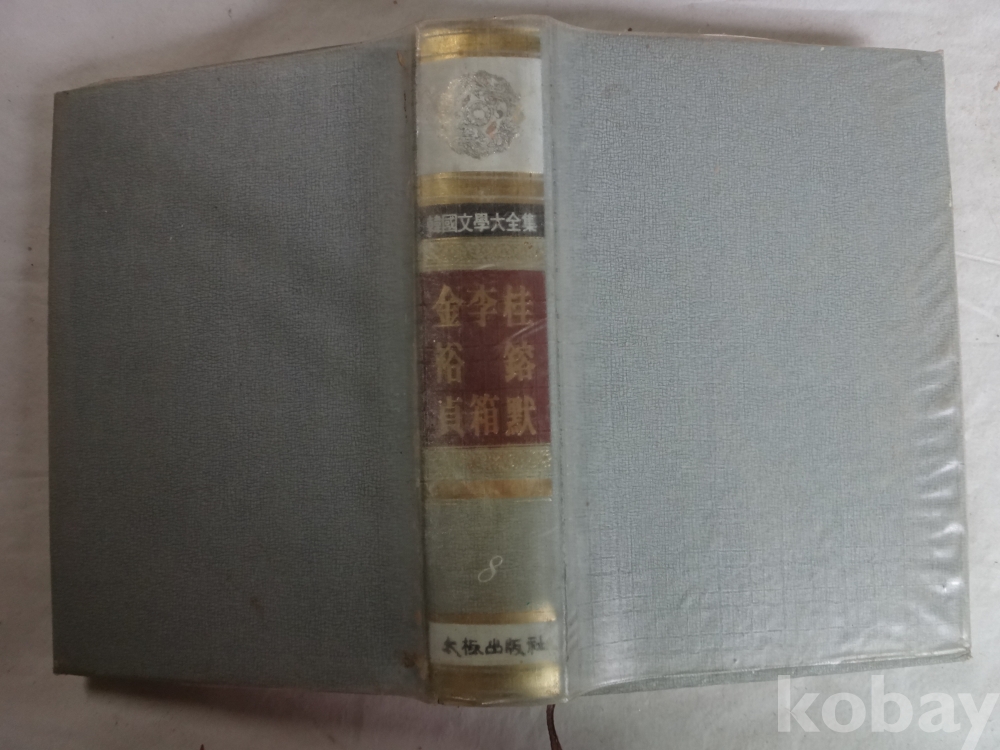 韓國文學大全集
桂鎔默
李箱
金裕貞
8
太極出版社
kobay